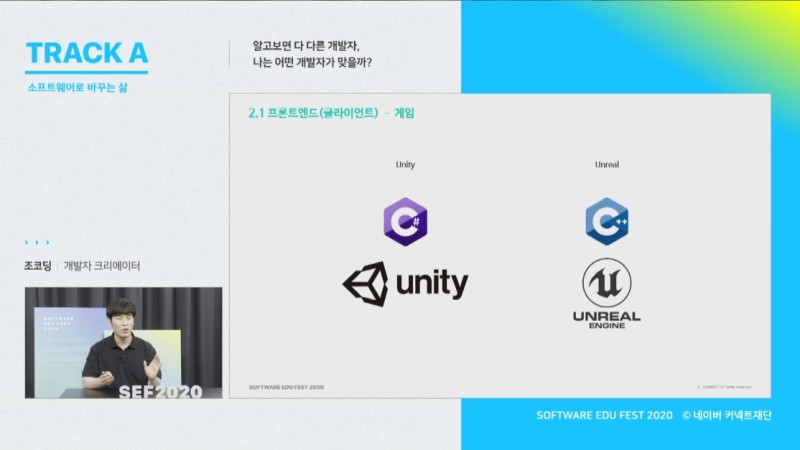 TRACK A
소프트웨어로 바꾸는 삶
알고보면 다 다른 개발자,
나는 어떤 개발자가 맞을까?
2.1 프론트엔드(클라이언트) - 게임
Unity
Unreal
C#
C++
unity
UNREAL
ENGINE
조코딩 | 개발자 크리에이터
SOFTWARE
EDU FEST
2020
SEF2020
SOFTWARE EDU FEST 2020
SOFTWARE EDU FEST 2020 © 네이버 커넥트재단